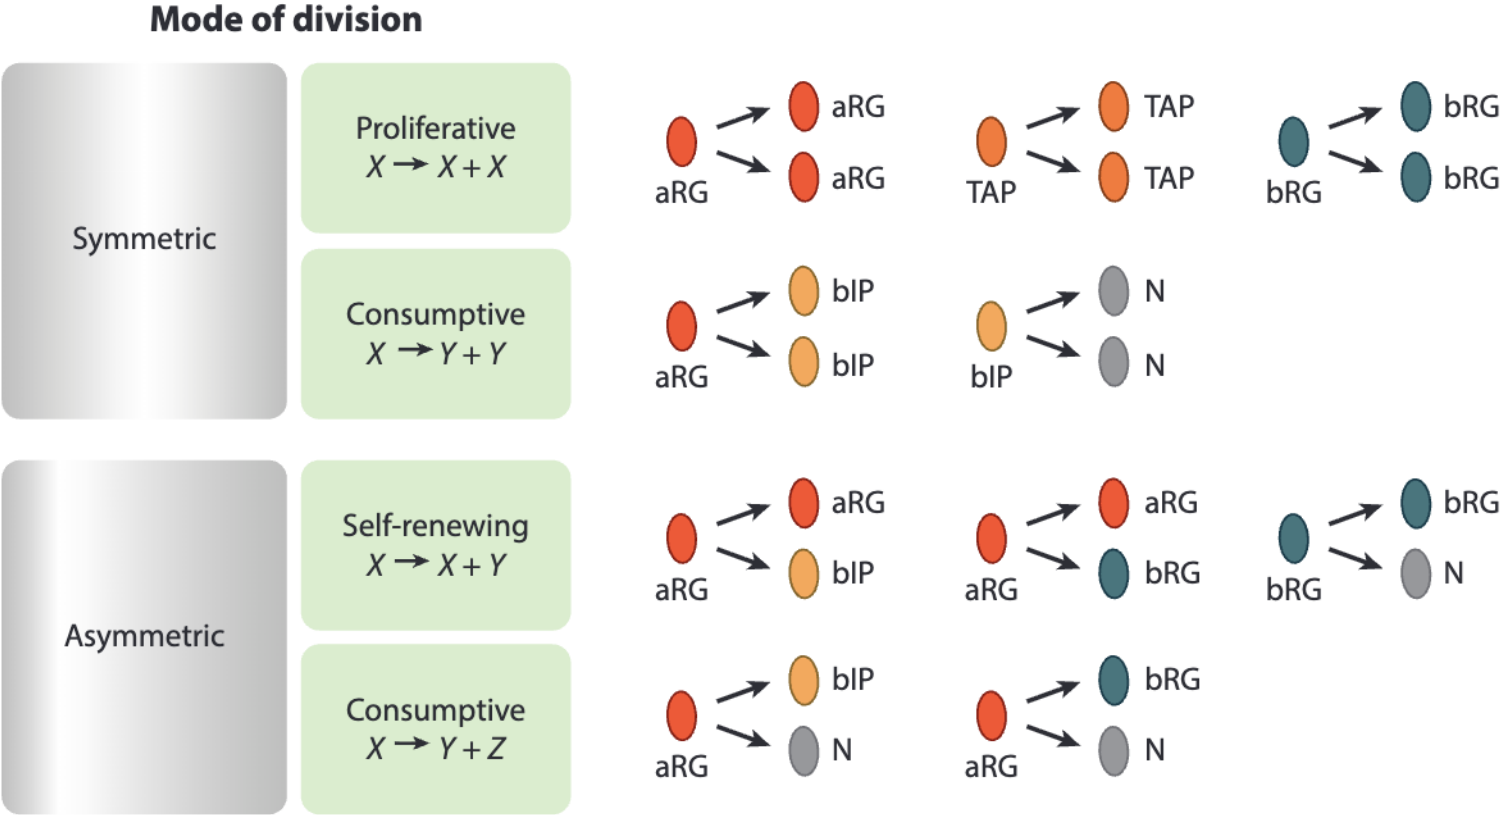 Mode of division
Symmetric
Proliferative
X → X + X
aRG
aRG
aRG
TAP
TAP
TAP
bRG
bRG
bRG
Consumptive
X → Y + Y
aRG
bIP
bIP
bIP
N
N
Asymmetric
Self-renewing
X → X + Y
aRG
aRG
bIP
aRG
aRG
bRG
bRG
bRG
N
Consumptive
X → Y + Z
aRG
bIP
N
aRG
bRG
N